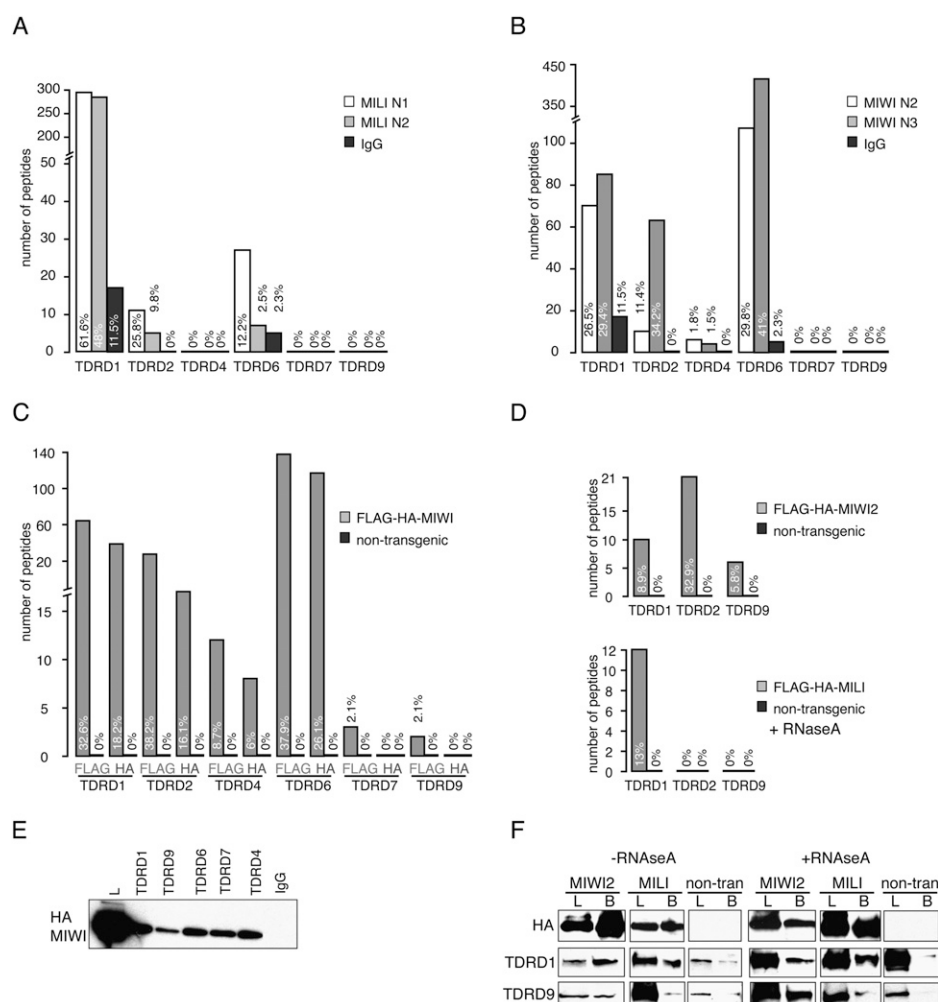 A
number of peptides
300
200
100
50
40
30
20
10
0
MILI N1
MILI N2
IgG
61.6%
48%
11.5%
25.8%
9.8%
0%
0%
0%
0%
12.2%
2.5%
2.3%
0%
0%
0%
0%
0%
0%
TDRD1 TDRD2 TDRD4 TDRD6 TDRD7 TDRD9
B
number of peptides
450
350
100
80
60
40
20
0
MIWI N2
MIWI N3
IgG
26.5%
29.4%
11.5%
11.4%
34.2%
0%
1.8%
1.5%
0%
29.8%
41%
2.3%
0%
0%
0%
0%
0%
0%
TDRD1 TDRD2 TDRD4 TDRD6 TDRD7 TDRD9
C
number of peptides
140
100
60
20
15
10
5
0
FLAG-HA-MIWI
non-transgenic
32.6%
0%
18.2%
0%
38.2%
0%
16.1%
0%
8.7%
0%
6%
0%
37.9%
0%
26.1%
0%
2.1%
0%
0%
0%
2.1%
0%
0%
0%
FLAG HA FLAG HA FLAG HA FLAG HA FLAG HA FLAG HA
TDRD1 TDRD2 TDRD4 TDRD6 TDRD7 TDRD9
D
number of peptides
21
15
10
5
0
FLAG-HA-MIWI2
non-transgenic
8.9%
0%
32.9%
0%
5.8%
0%
TDRD1 TDRD2 TDRD9
number of peptides
12
10
8
6
4
2
0
FLAG-HA-MILI
non-transgenic
+ RNaseA
13%
0%
0%
0%
0%
0%
TDRD1 TDRD2 TDRD9
E
L
TDRD1
TDRD9
TDRD6
TDRD7
TDRD4
IgG
HA
MIWI
F
-RNAseA +RNAseA
MIWI2 MILI non-tran MIWI2 MILI non-tran
L B L B L B L B L B L B
HA
TDRD1
TDRD9